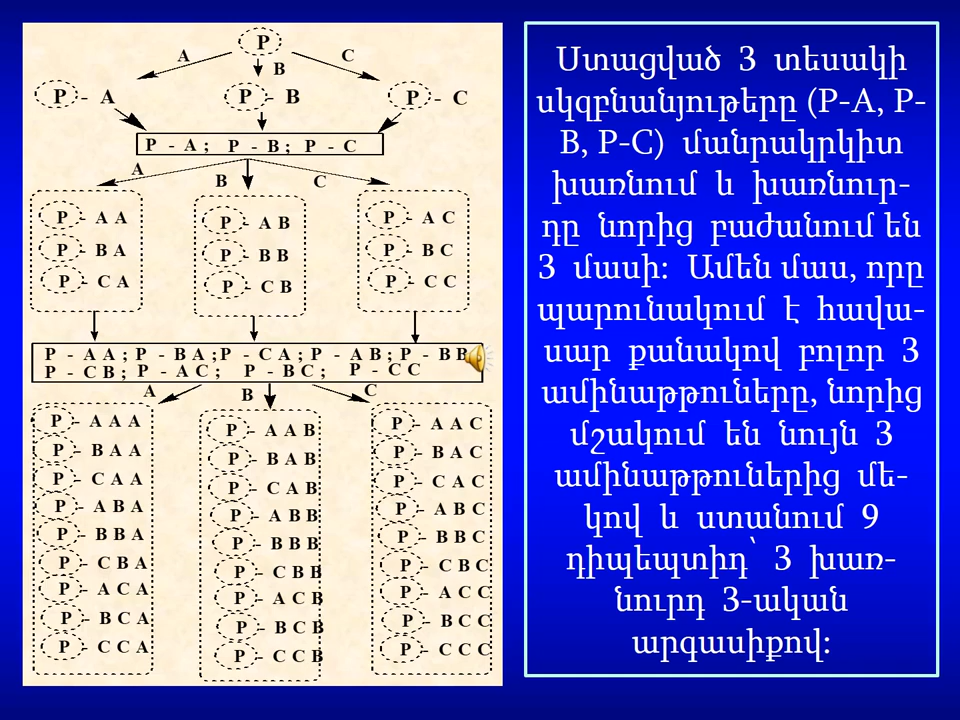 P
A B C
P - A P - B P - C
P - A ; P - B ; P - C
A B C
P - A A P - A B P - A C
P - B A P - B B P - B C
P - C A P - C B P - C C
P - A A ; P - B A ; P - C A ; P - A B ; P - B B
P - C B ; P - A C ; P - B C ; P - C C
A B C
P - A A A P - A A B P - A A C
P - B A A P - B A B P - B A C
P - C A A P - C A B P - C A C
P - A B A P - A B B P - A B C
P - B B A P - B B B P - B B C
P - C B A P - C B B P - C B C
P - A C A P - A C B P - A C C
P - B C A P - B C B P - B C C
P - C C A P - C C B P - C C C
Ստացված 3 տեսակի
սկզբնանյութերը (P-A, P-
B, P-C) մանրակրկիտ
խառնում և խառնուր-
դը նորից բաժանում են
3 մասի: Ամեն մաս, որը
պարունակում է հավա-
սար քանակով բոլոր 3
ամինաթթուները, նորից
մշակում են նույն 3
ամինաթթուներից մե-
կով և ստանում 9
դիպեպտիդ՝ 3 խառ-
նուրդ 3-ական
արգասիքով: